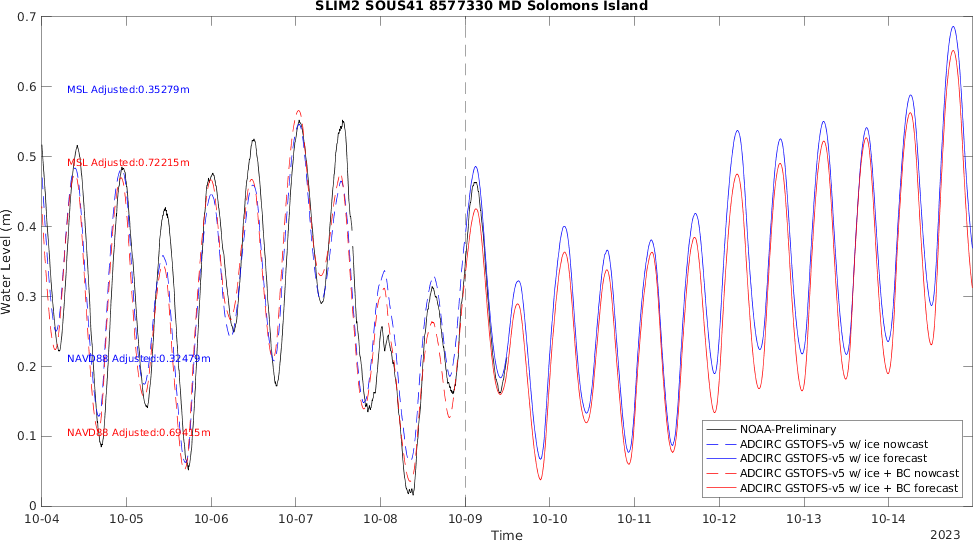 SLIM2 SOUS41 8577330 MD Solomons Island
0.7
0.6
0.5
0.4
0.3
0.2
0.1
0
Water Level (m)
MSL Adjusted:0.35279m
MSL Adjusted:0.72215m
NAVD88 Adjusted:0.32479m
NAVD88 Adjusted:0.69415m
NOAA-Preliminary
ADCIRC GSTOFS-v5 w/ ice nowcast
ADCIRC GSTOFS-v5 w/ ice forecast
ADCIRC GSTOFS-v5 w/ ice + BC nowcast
ADCIRC GSTOFS-v5 w/ ice + BC forecast
10-04 10-05 10-06 10-07 10-08 10-09 10-10 10-11 10-12 10-13 10-14
Time
2023